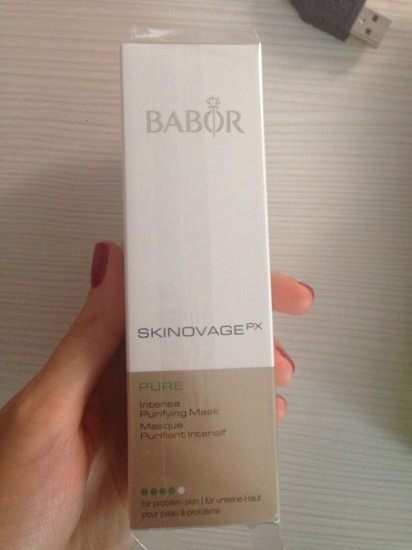 BABOR
SKINOVAGE PX
PURE
Intense
Purifying Mask
Masque
Purifiant Intensif
for problem skin | für unreine Haut
pour peau à problème